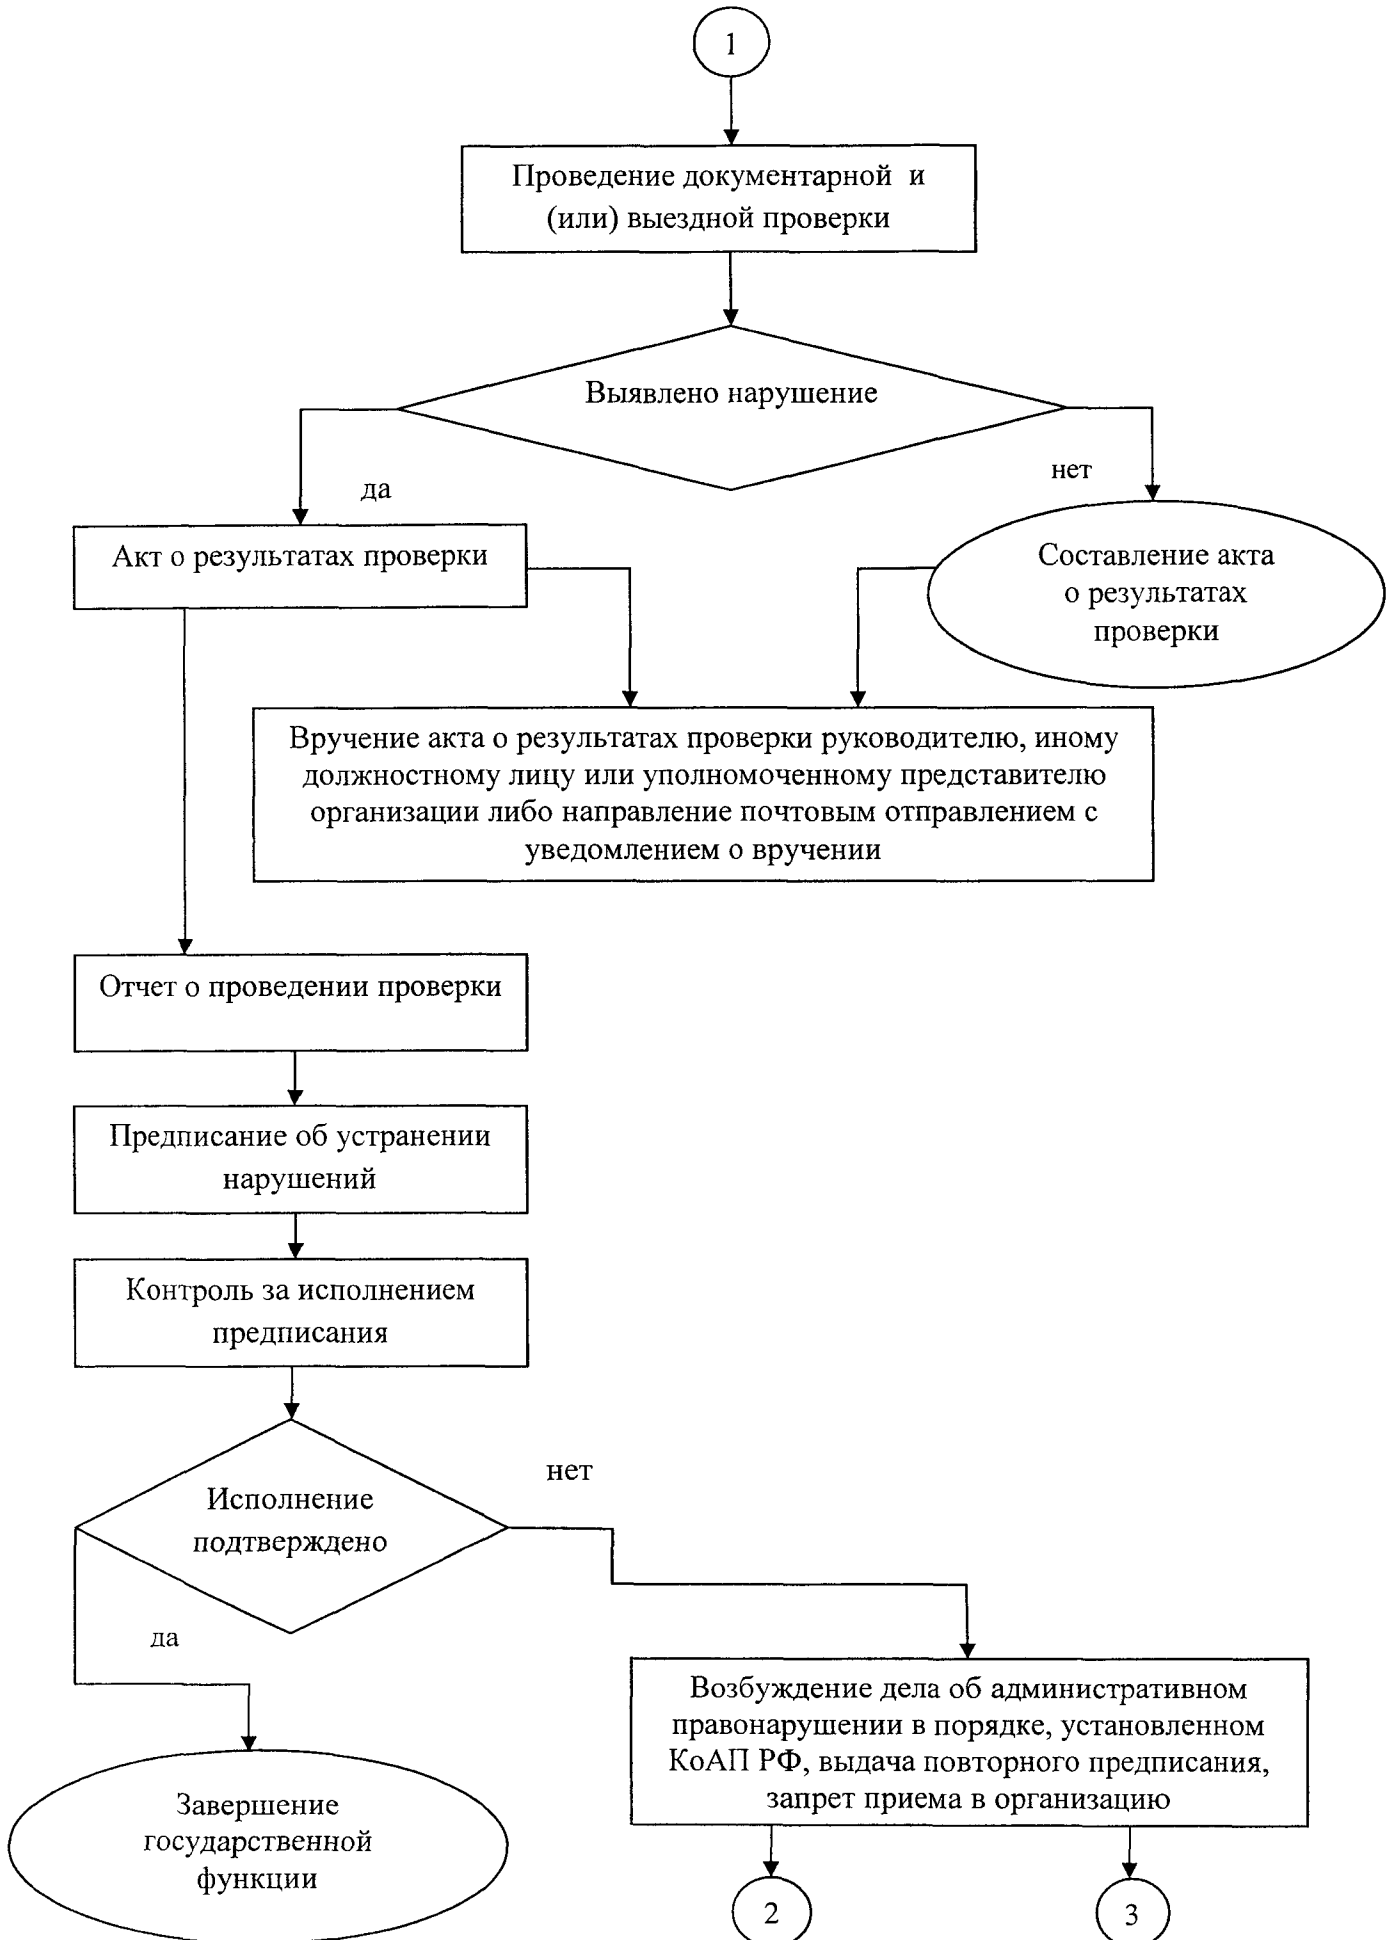 1
Проведение документарной и
(или) выездной проверки
Выявлено нарушение
да
нет
Акт о результатах проверки
Составление акта
о результатах
проверки
Вручение акта о результатах проверки руководителю, иному
должностному лицу или уполномоченному представителю
организации либо направление почтовым отправлением с
уведомлением о вручении
Отчет о проведении проверки
Предписание об устранении
нарушений
Контроль за исполнением
предписания
Исполнение
подтверждено
нет
да
Возбуждение дела об административном
правонарушении в порядке, установленном
КоАП РФ, выдача повторного предписания,
запрет приема в организацию
Завершение
государственной
функции
2
3